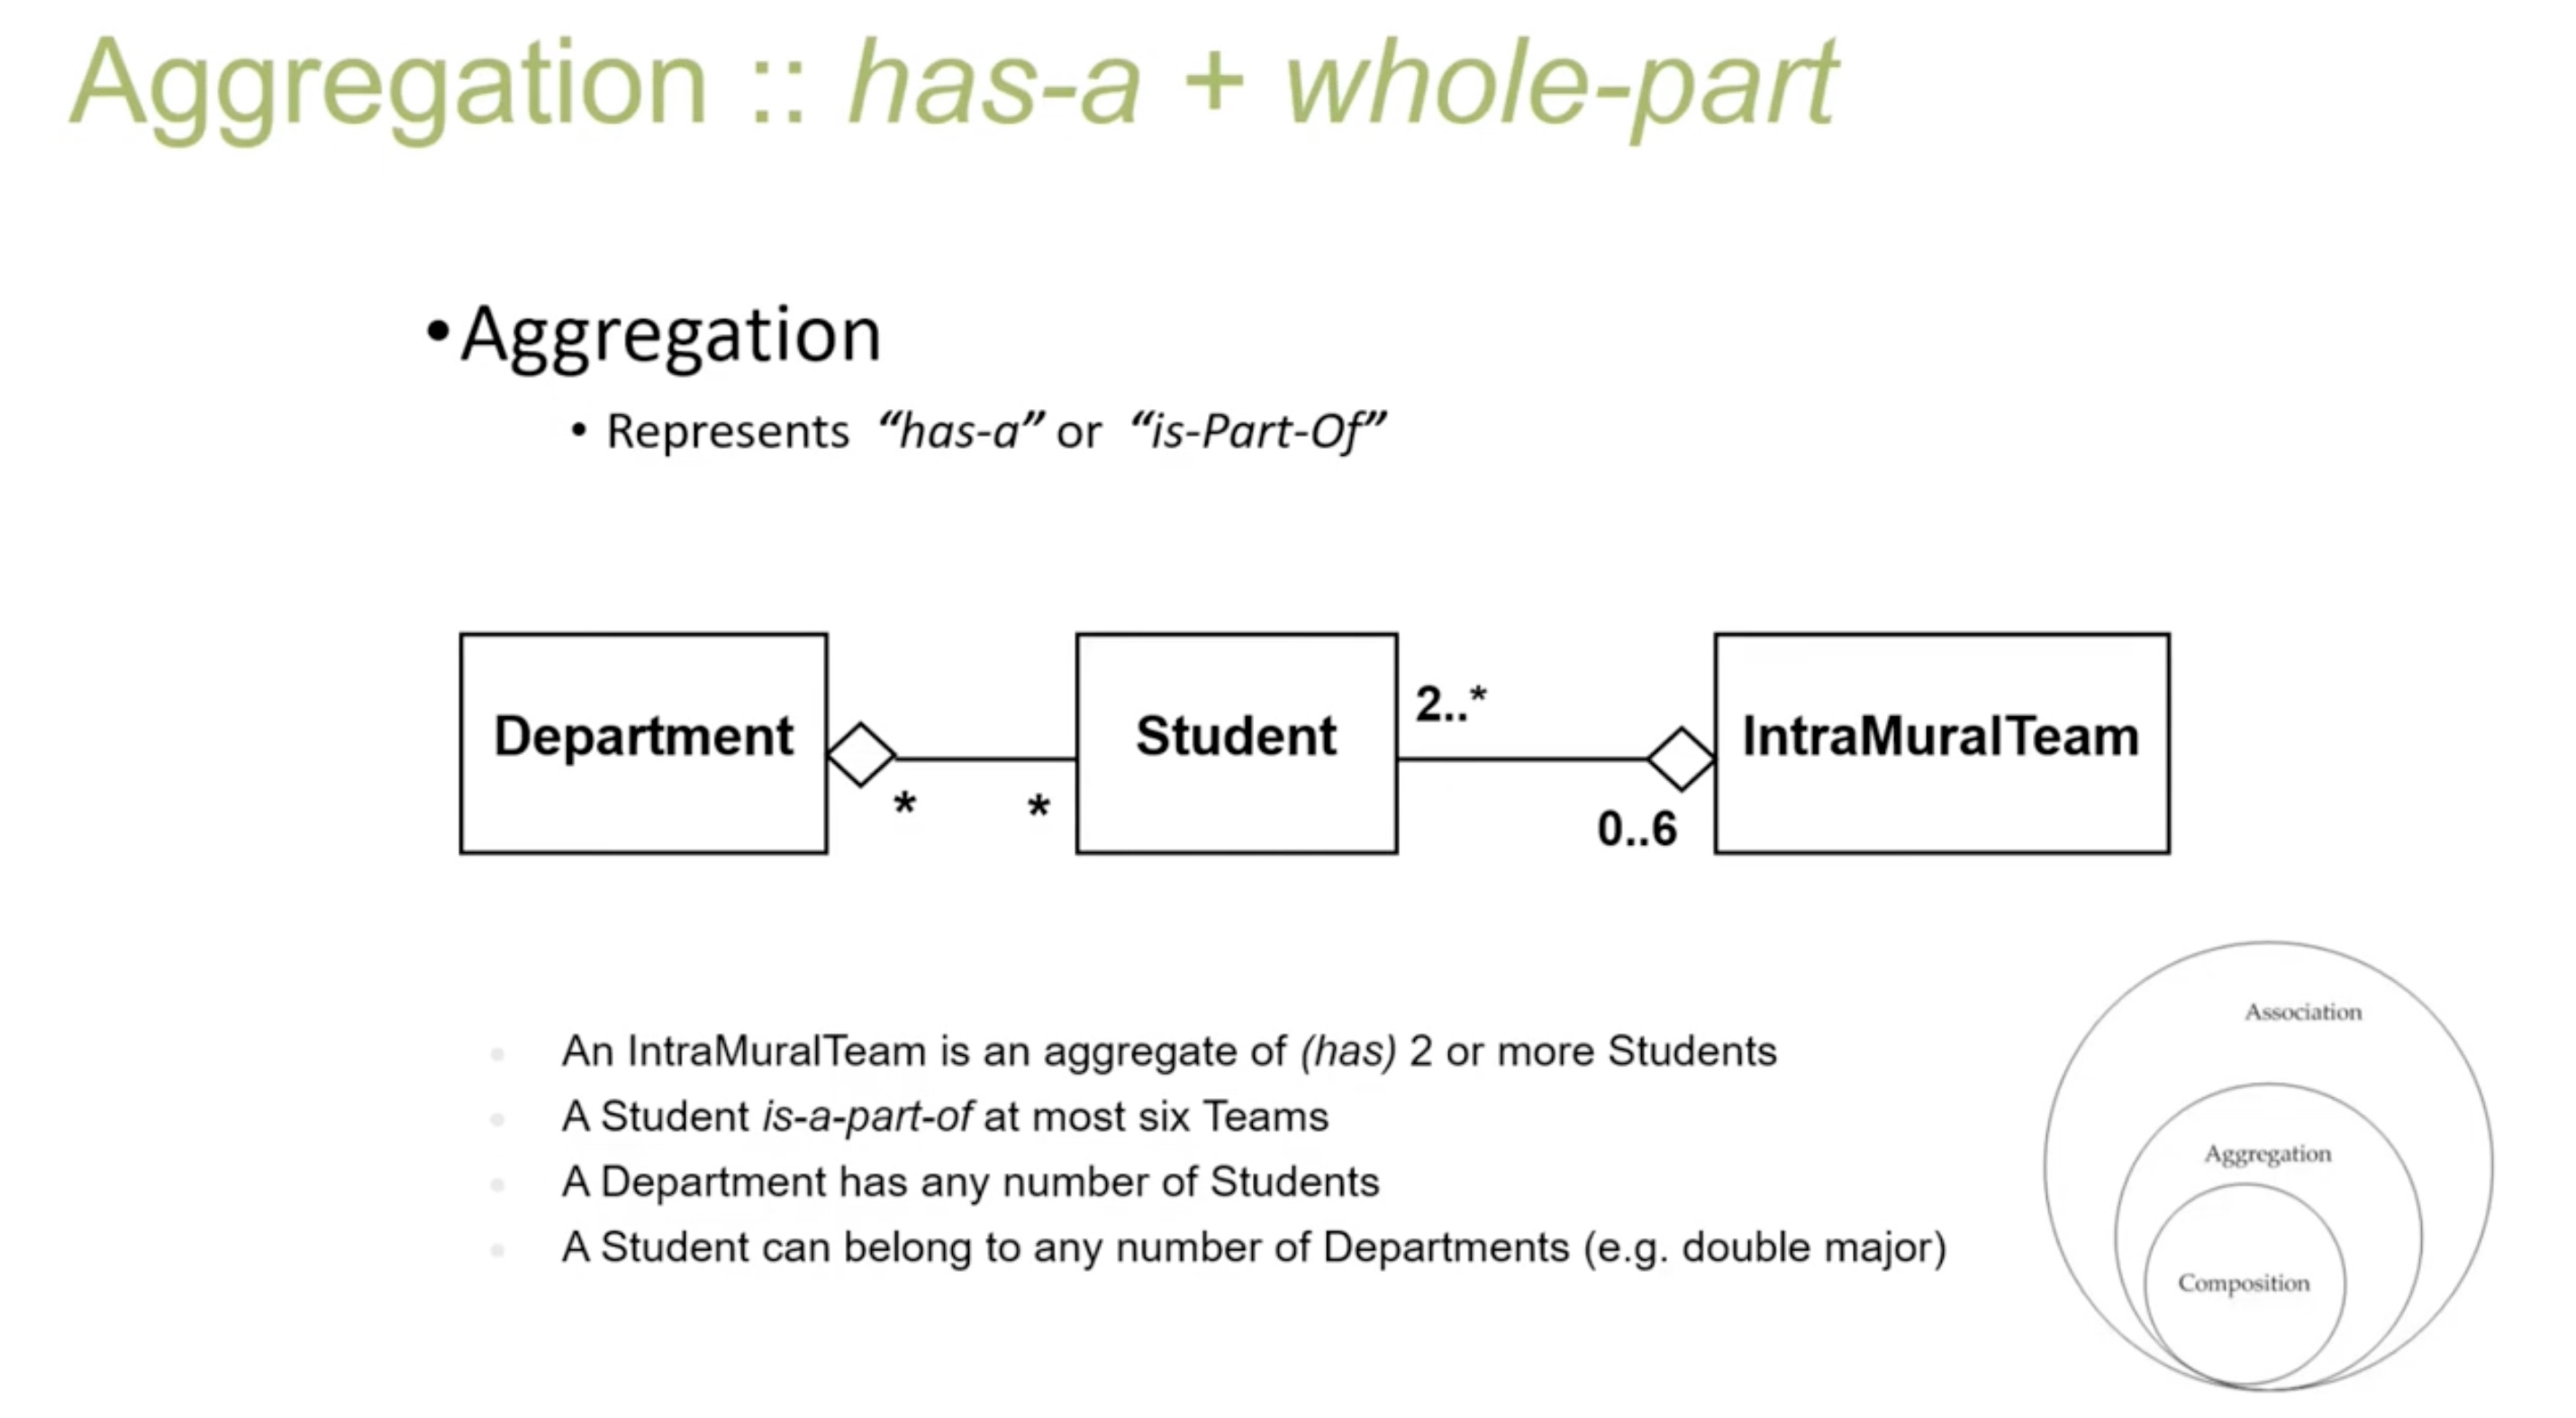 Aggregation :: has-a + whole-part
•Aggregation
• Represents “has-a” or “is-Part-Of”
Department
*
*
Student
2..*
0..6
IntraMuralTeam
• An IntraMuralTeam is an aggregate of (has) 2 or more Students
• A Student is-a-part-of at most six Teams
• A Department has any number of Students
• A Student can belong to any number of Departments (e.g. double major)
Association
Aggregation
Composition